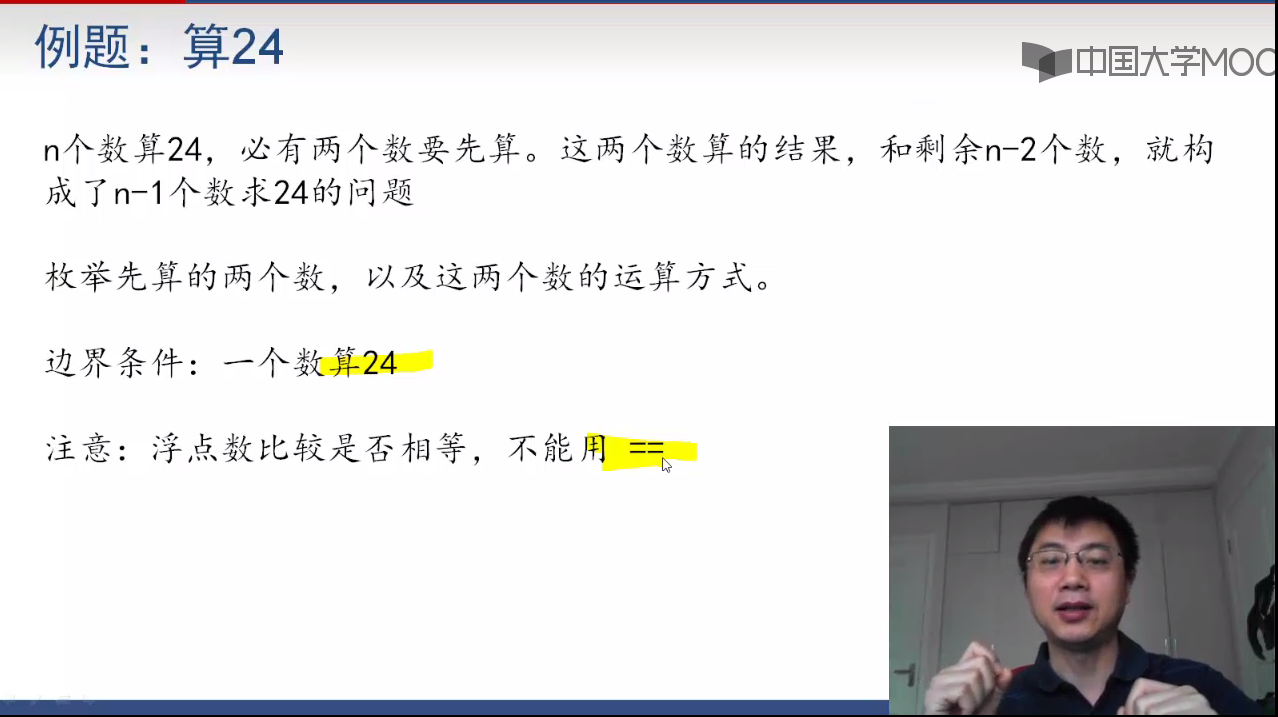 例题：算24
中国大学MOO
n个数算24，必有两个数要先算。这两个数算的结果，和剩余n-2个数，就构
成了n-1个数求24的问题
枚举先算的两个数，以及这两个数的运算方式。
边界条件：一个数算24
注意：浮点数比较是否相等，不能用 ==